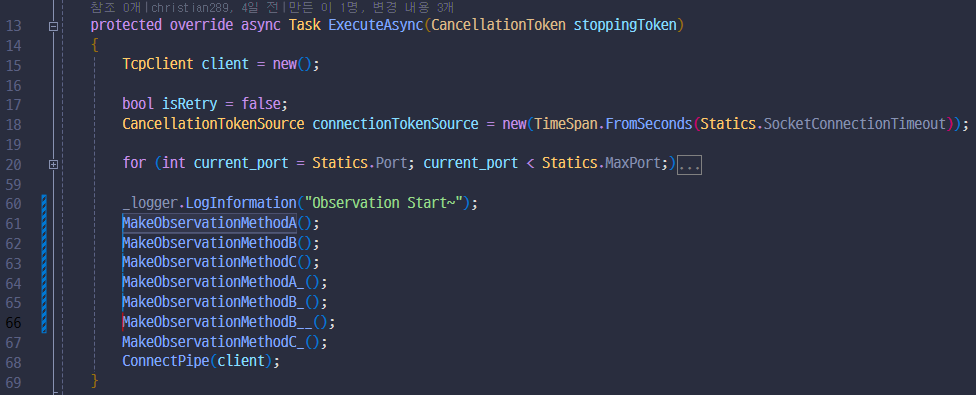 참조 0개|christian289, 4일 전|만든 이 1명, 변경 내용 3개
13 protected override async Task ExecuteAsync(CancellationToken stoppingToken)
14 {
15 TcpClient client = new();
16
17 bool isRetry = false;
18 CancellationTokenSource connectionTokenSource = new(TimeSpan.FromSeconds(Statics.SocketConnectionTimeout));
19
20 for (int current_port = Statics.Port; current_port < Statics.MaxPort;)...
59
60 _logger.LogInformation("Observation Start~");
61 MakeObservationMethodA();
62 MakeObservationMethodB();
63 MakeObservationMethodC();
64 MakeObservationMethodA_();
65 MakeObservationMethodB_();
66 MakeObservationMethodB__();
67 MakeObservationMethodC_();
68 ConnectPipe(client);
69 }